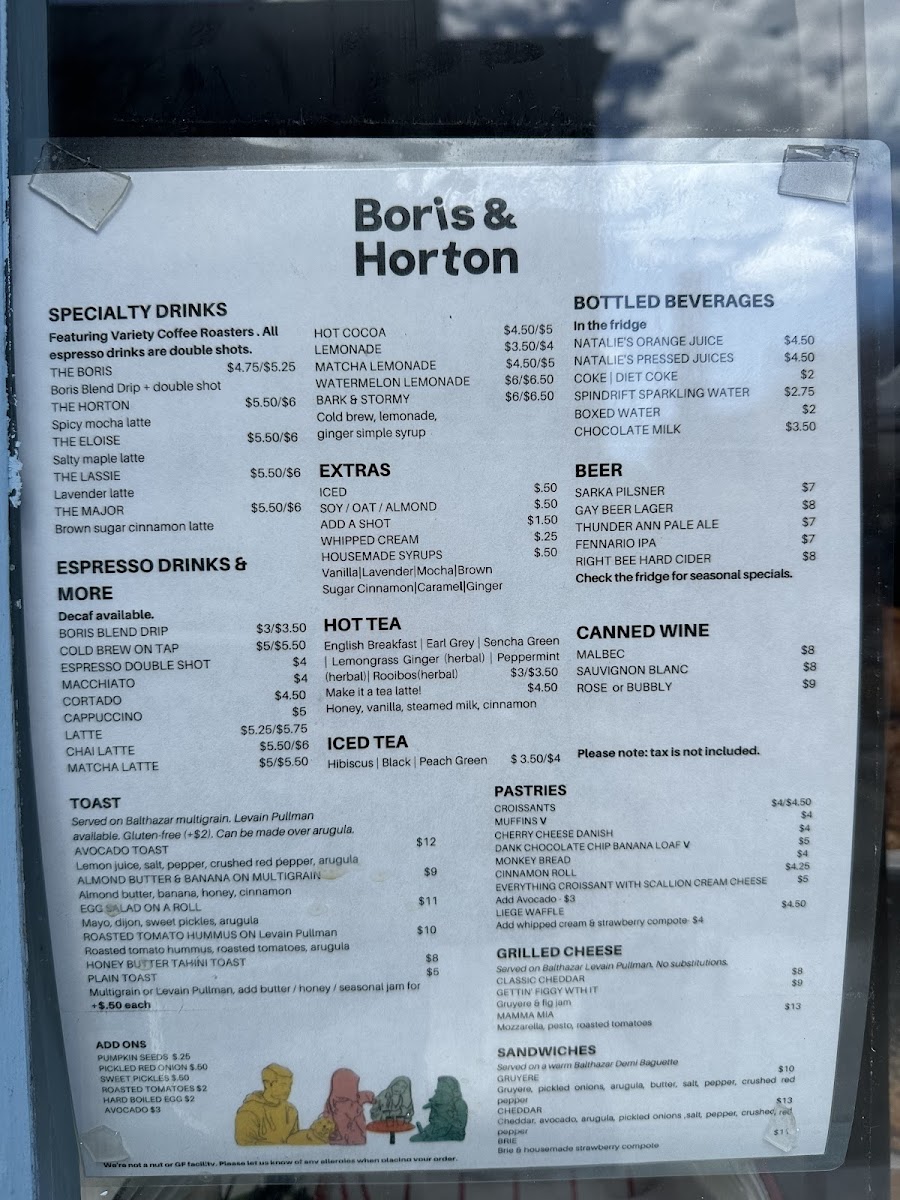 Boris &
Horton
SPECIALTY DRINKS
Featuring Variety Coffee Roasters . All
espresso drinks are double shots.
THE BORIS $4.75/$5.25
Boris Blend Drip + double shot
THE HORTON $5.50/$6
Spicy mocha latte
THE ELOISE $5.50/$6
Salty maple latte
THE LASSIE $5.50/$6
Lavender latte
THE MAJOR $5.50/$6
Brown sugar cinnamon latte
ESPRESSO DRINKS &
MORE
Decaf available.
BORIS BLEND DRIP $3/$3.50
COLD BREW ON TAP $5/$5.50
ESPRESSO DOUBLE SHOT $4
MACCHIATO $4
CORTADO $4.50
CAPPUCCINO $5
LATTE $5.25/$5.75
CHAI LATTE $5.50/$6
MATCHA LATTE $5/$5.50
HOT COCOA $4.50/$5
LEMONADE $3.50/$4
MATCHA LEMONADE $4.50/$5
WATERMELON LEMONADE $6/$6.50
BARK & STORMY $6/$6.50
Cold brew, lemonade,
ginger simple syrup
EXTRAS
ICED $.50
SOY / OAT / ALMOND $.50
ADD A SHOT $1.50
WHIPPED CREAM $.25
HOUSEMADE SYRUPS $.50
Vanilla|Lavender|Mocha|Brown
Sugar Cinnamon|Caramel|Ginger
HOT TEA
English Breakfast | Earl Grey | Sencha Green
| Lemongrass Ginger (herbal) | Peppermint
(herbal)| Rooibos(herbal) $3/$3.50
Make it a tea latte! $4.50
Honey, vanilla, steamed milk, cinnamon
ICED TEA
Hibiscus | Black | Peach Green $ 3.50/$4
BOTTLED BEVERAGES
In the fridge
NATALIE'S ORANGE JUICE $4.50
NATALIE'S PRESSED JUICES $4.50
COKE | DIET COKE $2
SPINDRIFT SPARKLING WATER $2.75
BOXED WATER $2
CHOCOLATE MILK $3.50
BEER
SARKA PILSNER $7
GAY BEER LAGER $8
THUNDER ANN PALE ALE $7
FENNARIO IPA $7
RIGHT BEE HARD CIDER $8
Check the fridge for seasonal specials.
CANNED WINE
MALBEC $8
SAUVIGNON BLANC $8
ROSE or BUBBLY $9
Please note: tax is not included.
TOAST
Served on Balthazar multigrain. Levain Pullman
available. Gluten-free (+$2). Can be made over arugula.
AVOCADO TOAST $12
Lemon juice, salt, pepper, crushed red pepper, arugula
ALMOND BUTTER & BANANA ON MULTIGRAIN $9
Almond butter, banana, honey, cinnamon
EGG SALAD ON A ROLL $11
Mayo, dijon, sweet pickles, arugula
ROASTED TOMATO HUMMUS ON Levain Pullman $10
Roasted tomato hummus, roasted tomatoes, arugula
HONEY BUTTER TAHINI TOAST $8
PLAIN TOAST $5
Multigrain or Levain Pullman, add butter / honey / seasonal jam for
+$.50 each
ADD ONS
PUMPKIN SEEDS $.25
PICKLED RED ONION $.50
SWEET PICKLES $.50
ROASTED TOMATOES $2
HARD BOILED EGG $2
AVOCADO $3
We're not a nut or GF facility. Please let us know of any allergies when placing your order.
PASTRIES
CROISSANTS $4/$4.50
MUFFINS V $4
CHERRY CHEESE DANISH $4
DANK CHOCOLATE CHIP BANANA LOAF V $5
MONKEY BREAD $4
CINNAMON ROLL $4.25
EVERYTHING CROISSANT WITH SCALLION CREAM CHEESE $5
Add Avocado - $3
LIEGE WAFFLE $4.50
Add whipped cream & strawberry compote- $4
GRILLED CHEESE
Served on Balthazar Levain Pullman. No substitutions.
CLASSIC CHEDDAR $8
GETTIN' FIGGY WTH IT $9
Gruyere & fig jam
MAMMA MIA $13
Mozzarella, pesto, roasted tomatoes
SANDWICHES
Served on a warm Balthazar Demi Baguette
GRUYERE $10
Gruyere, pickled onions, arugula, butter, salt, pepper, crushed red
pepper
CHEDDAR $13
Cheddar, avocado, arugula, pickled onions ,salt, pepper, crushed, red
pepper
BRIE
Brie & housemade strawberry compote